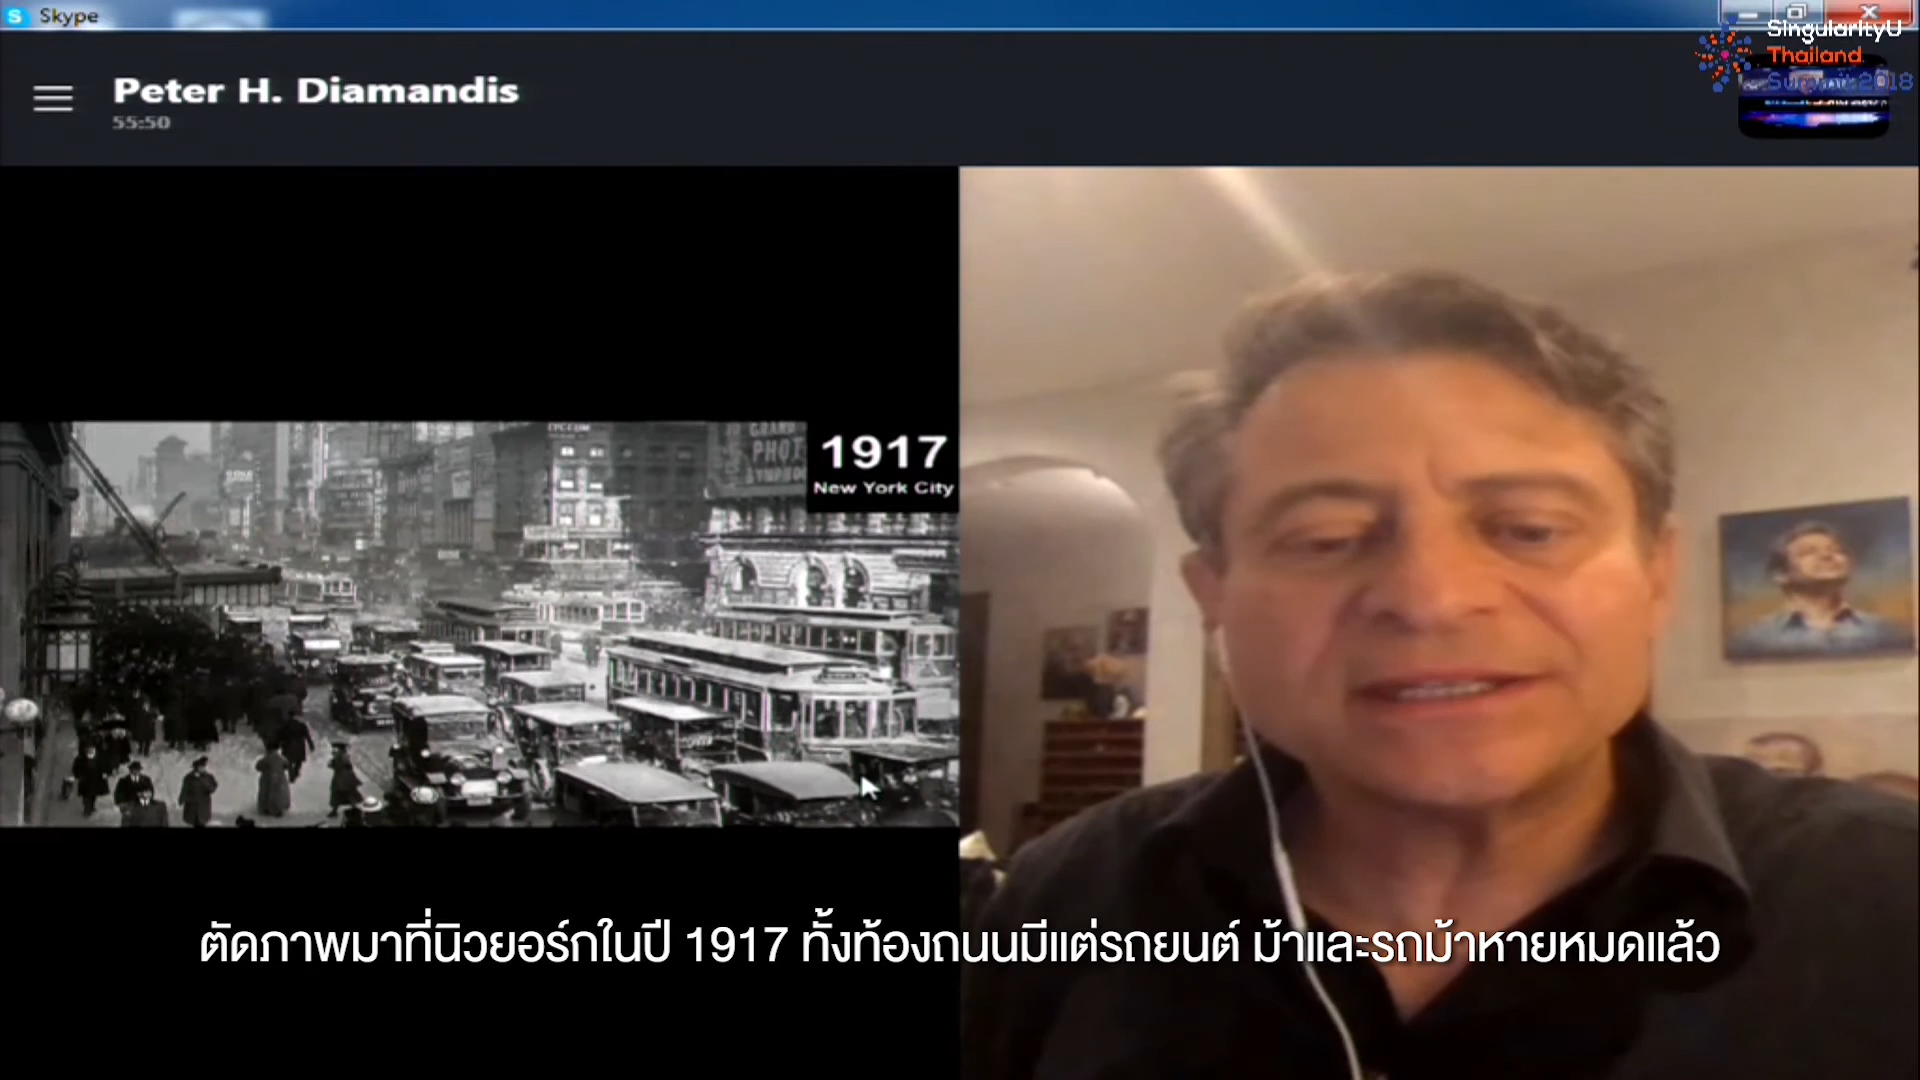 Skype
SingularityU
Thailand
Summit2018
Peter H. Diamandis
55:50
1917
New York City
GRAND
PHOT
ตัดภาพมาที่นิวยอร์กในปี 1917 ทั้งท้องถนนมีแต่รถยนต์ ม้าและรถม้าหายหมดแล้ว